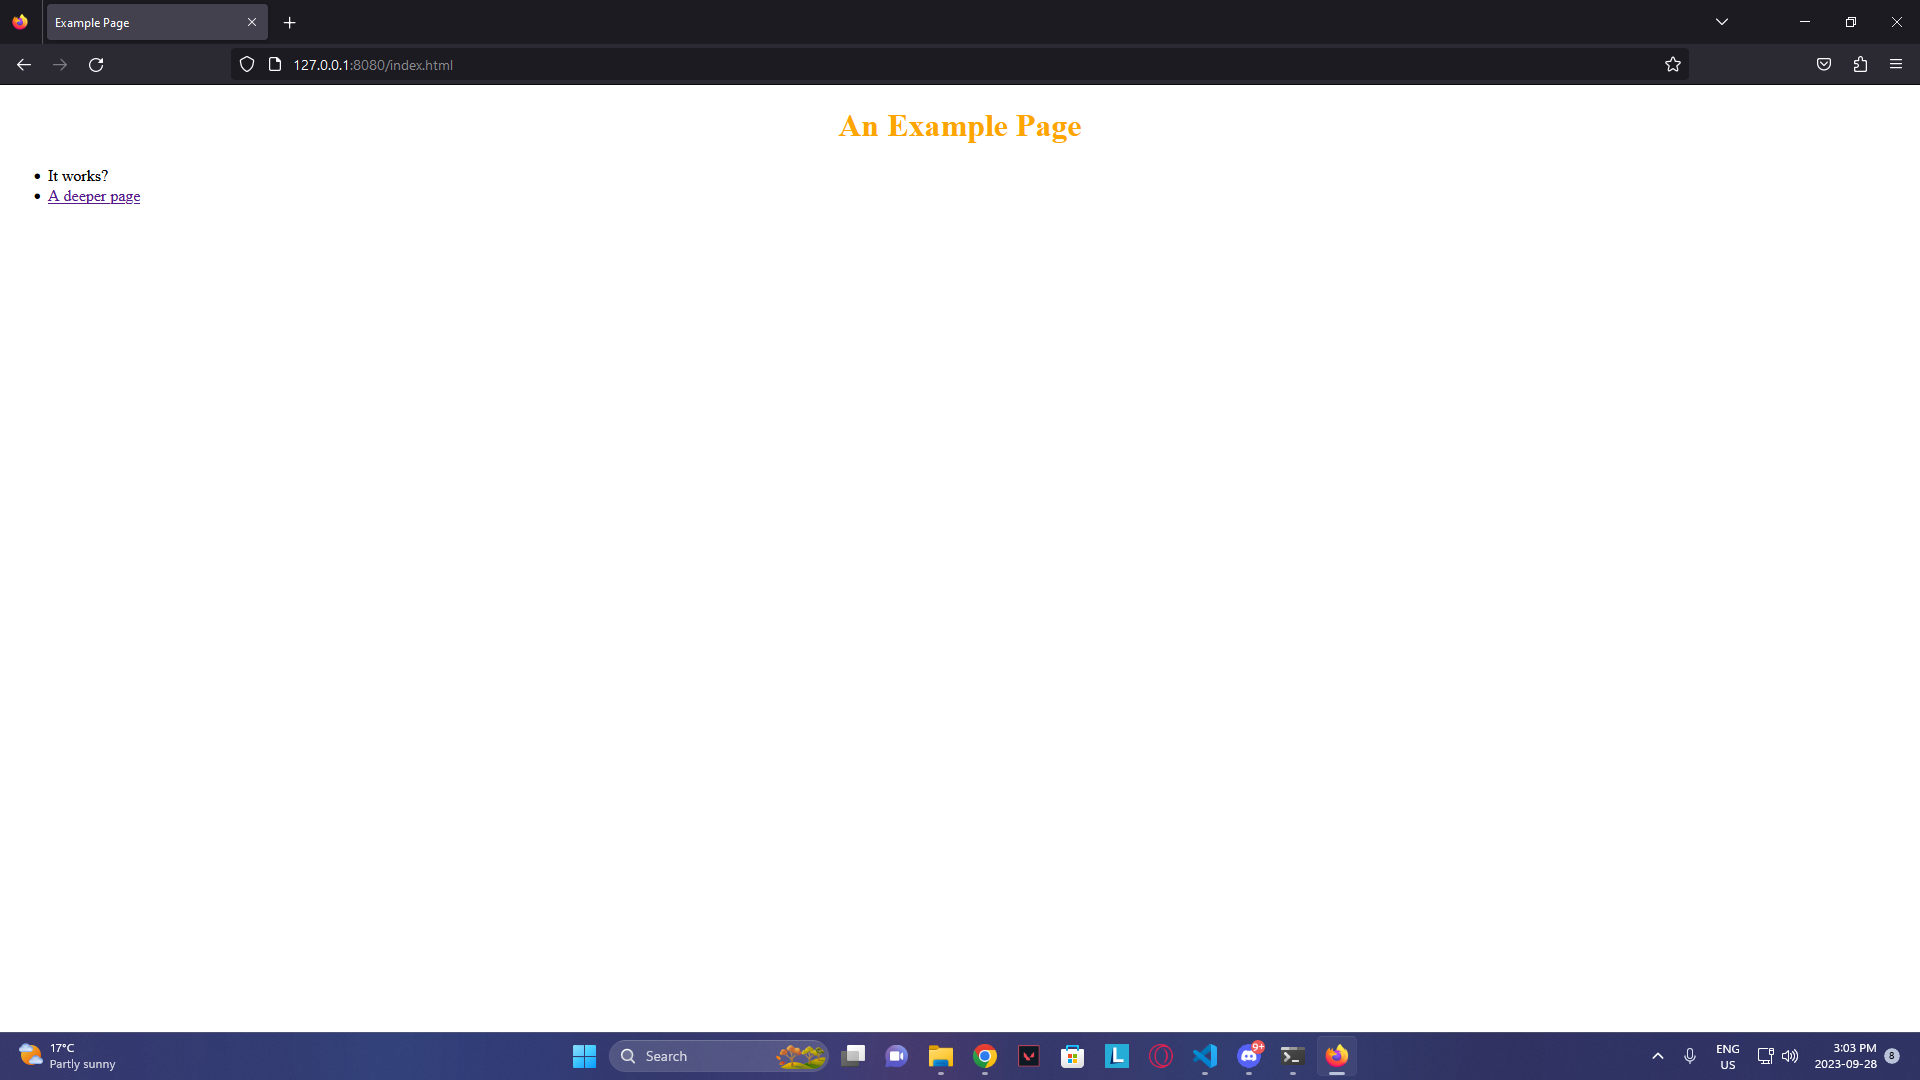 Example Page
127.0.0.1:8080/index.html
An Example Page
It works?
A deeper page
17°C
Partly sunny
Search
L
9+
ENG
US
3:03 PM
2023-09-28
8